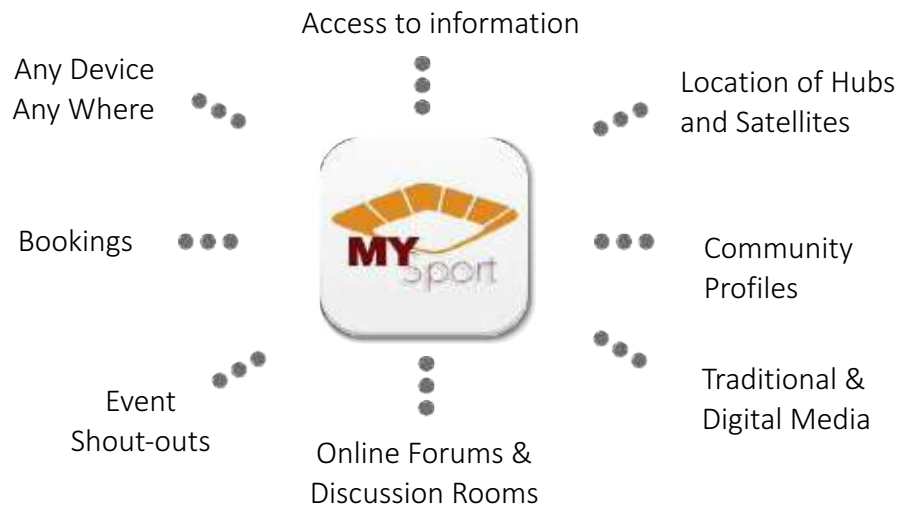 Access to information
Any Device
Any Where
Location of Hubs
and Satellites
MY
Sport
Bookings
Community
Profiles
Event
Shout-outs
Traditional &
Digital Media
Online Forums &
Discussion Rooms